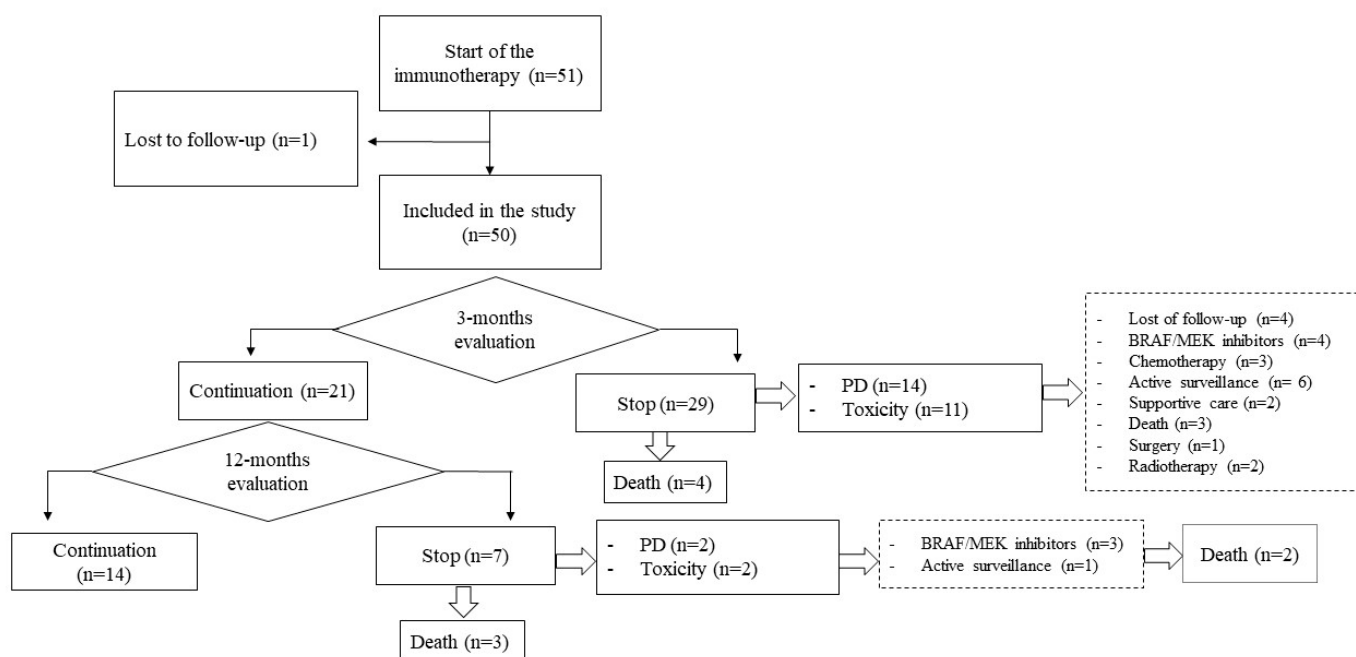 Start of the
immunotherapy (n=51)
Lost to follow-up (n=1)
Included in the study
(n=50)
3-months
evaluation
Continuation (n=21)
Stop (n=29)
- PD (n=14)
- Toxicity (n=11)
- Lost of follow-up (n=4)
- BRAF/MEK inhibitors (n=4)
- Chemotherapy (n=3)
- Active surveillance (n= 6)
- Supportive care (n=2)
- Death (n=3)
- Surgery (n=1)
- Radiotherapy (n=2)
Death (n=4)
12-months
evaluation
Continuation
(n=14)
Stop (n=7)
- PD (n=2)
- Toxicity (n=2)
- BRAF/MEK inhibitors (n=3)
- Active surveillance (n=1)
Death (n=2)
Death (n=3)